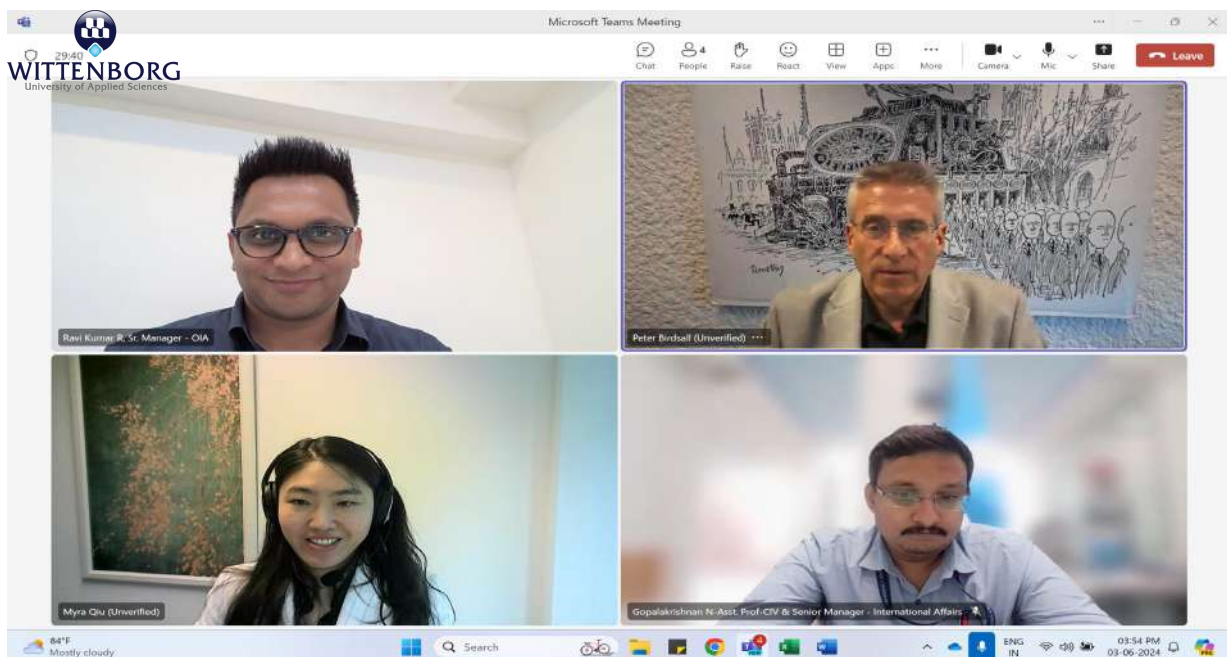 Microsoft Teams Meeting
29:40
WITTENBORG
University of Applied Sciences
Chat
People
4
Raise
React
View
Apps
More
Camera
Mic
Share
Leave
Ravi Kumar R, Sr. Manager - OIA
Peter Birdsall (Unverified)
Myra Qiu (Unverified)
Gopalakrishnan N-Asst. Prof-CIV & Senior Manager - International Affairs
84°F
Mostly cloudy
Search
4
ENG
IN
03:54 PM
03-06-2024